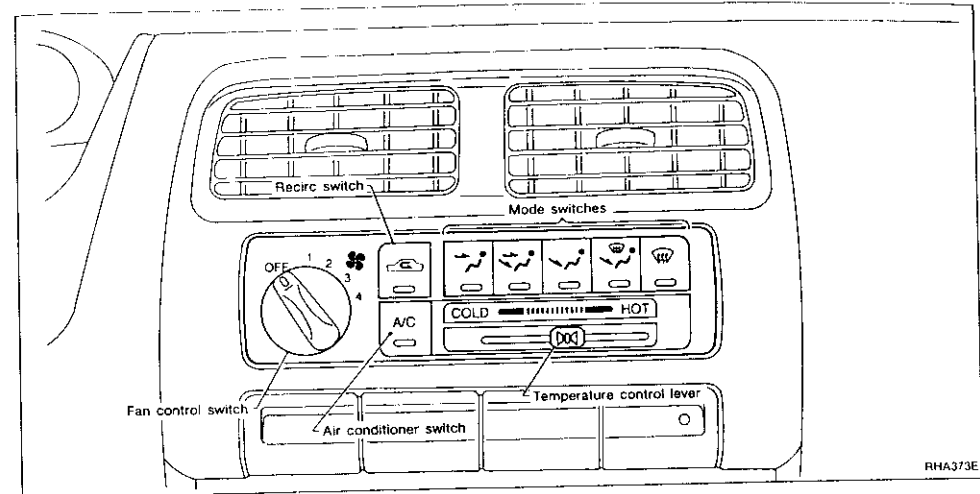 Recirc switch
Mode switches
OFF 1 2 3 4
A/C
COLD HOT
Temperature control lever
Fan control switch
Air conditioner switch
RHA373E